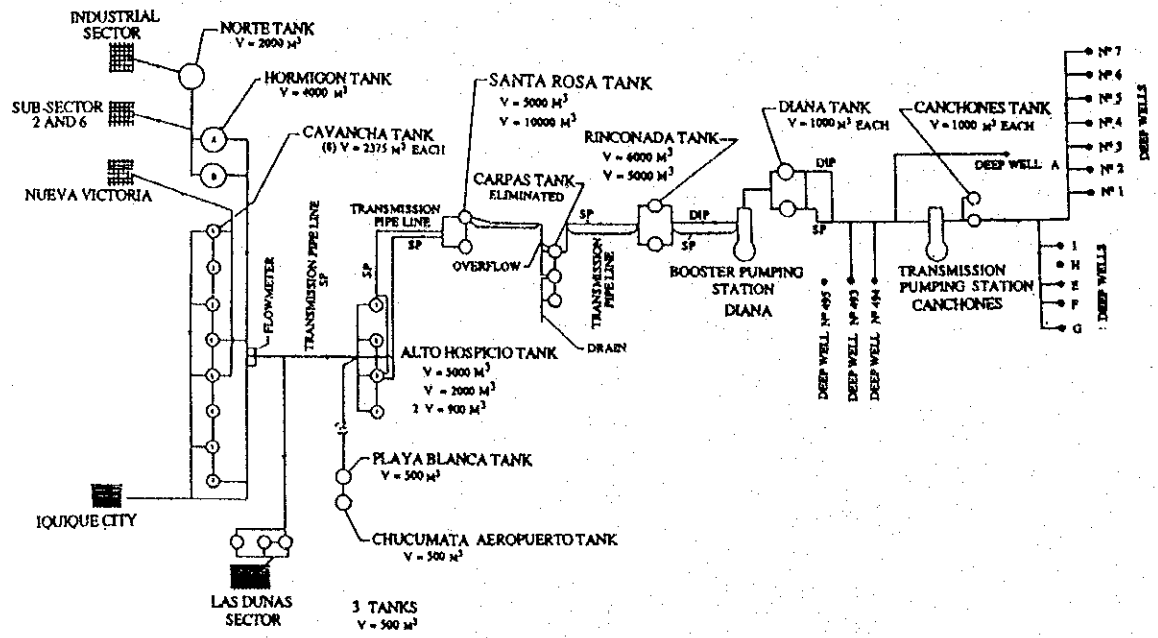 INDUSTRIAL
SECTOR
NORTE TANK
V = 2000 M³
HORMIGON TANK
V = 4000 M³
SUB-SECTOR
2 AND 6
CAVANCHA TANK
(8) V = 2375 M³ EACH
NUEVA VICTORIA
A
B
SANTA ROSA TANK
V = 5000 M³
V = 10000 M³
RINCONADA TANK
V = 6000 M³
V = 5000 M³
DIANA TANK
V = 1000 M³ EACH
CANCHONES TANK
V = 1000 M³ EACH
CARPAS TANK
ELIMINATED
Nº 7
Nº 6
Nº 5
Nº 4
Nº 3
Nº 2
Nº 1
DEEP WELLS
DEEP WELL A
DIP
SP
TRANSMISSION
PIPE LINE
SP
SP
SP
DIP
SP
OVERFLOW
TRANSMISSION
PIPE LINE
DRAIN
BOOSTER PUMPING
STATION
DIANA
TRANSMISSION
PUMPING STATION
CANCHONES
I
H
E
F
G
DEEP WELLS
DEEP WELL Nº 495
DEEP WELL Nº 493
DEEP WELL Nº 494
FLOWMETER
TRANSMISSION PIPE LINE
SP
ALTO HOSPICIO TANK
V = 5000 M³
V = 2000 M³
2 V = 900 M³
PLAYA BLANCA TANK
V = 500 M³
CHUCUMATA AEROPUERTO TANK
V = 500 M³
IQUIQUE CITY
LAS DUNAS
SECTOR
3 TANKS
V = 500 M³